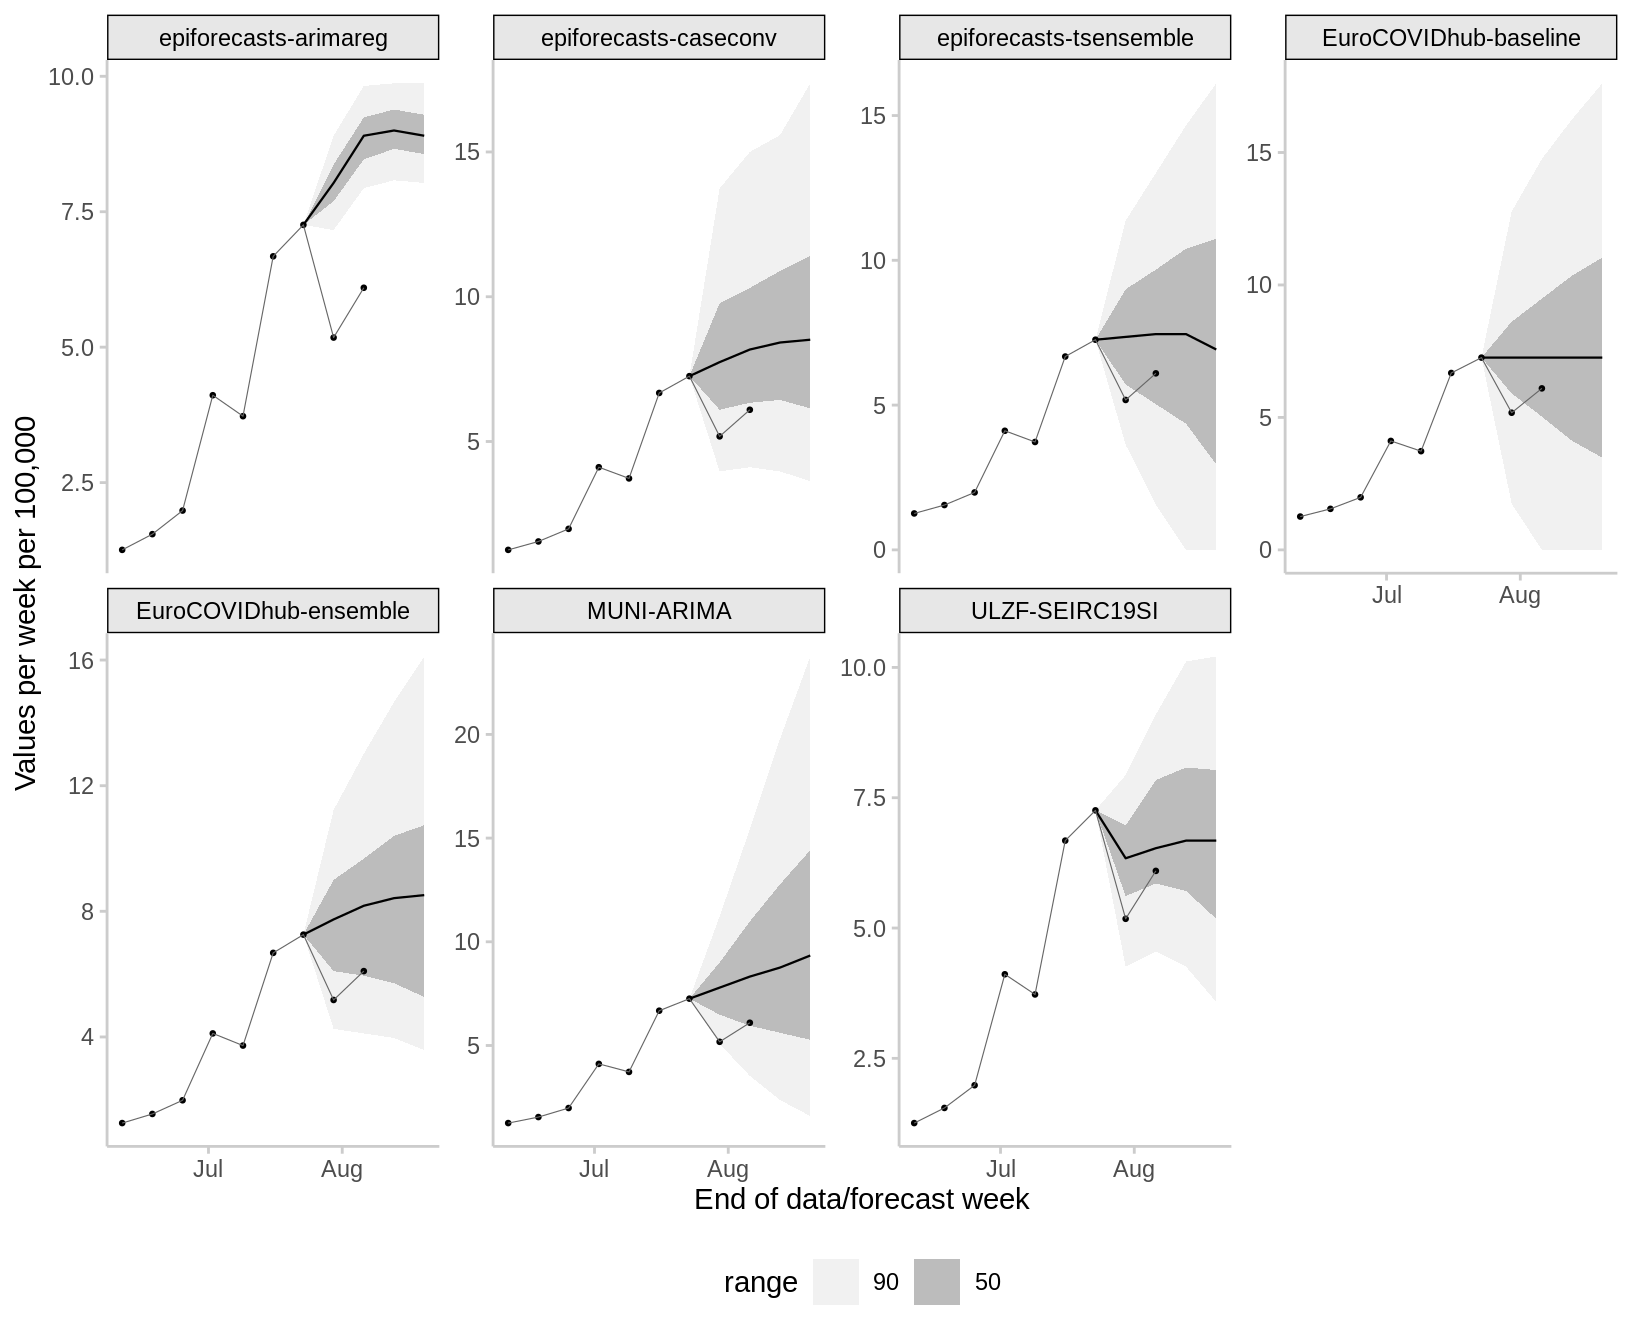 epiforecasts-arimareg
epiforecasts-caseconv
epiforecasts-tsensemble
EuroCOVIDhub-baseline
10.0
7.5
5.0
2.5
15
10
5
15
10
5
0
15
10
5
0
Jul
Aug
EuroCOVIDhub-ensemble
MUNI-ARIMA
ULZF-SEIRC19SI
16
12
8
4
20
15
10
5
10.0
7.5
5.0
2.5
Jul
Aug
Jul
Aug
Jul
Aug
Values per week per 100,000
End of data/forecast week
range
90
50